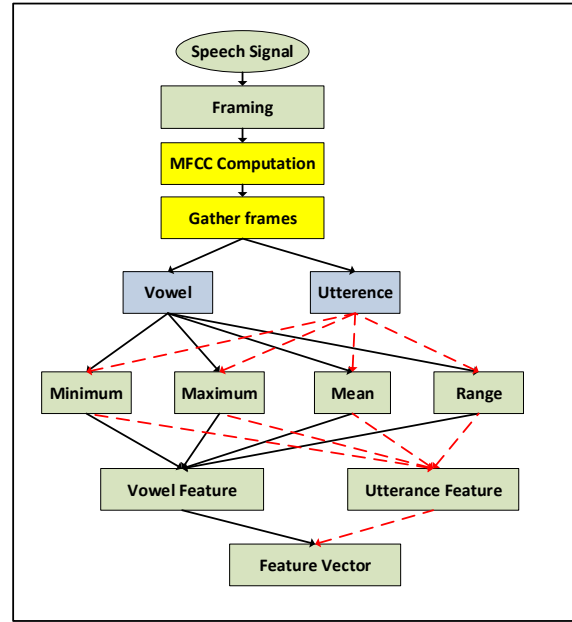 Speech Signal
Framing
MFCC Computation
Gather frames
Vowel
Utterence
Minimum
Maximum
Mean
Range
Vowel Feature
Utterance Feature
Feature Vector